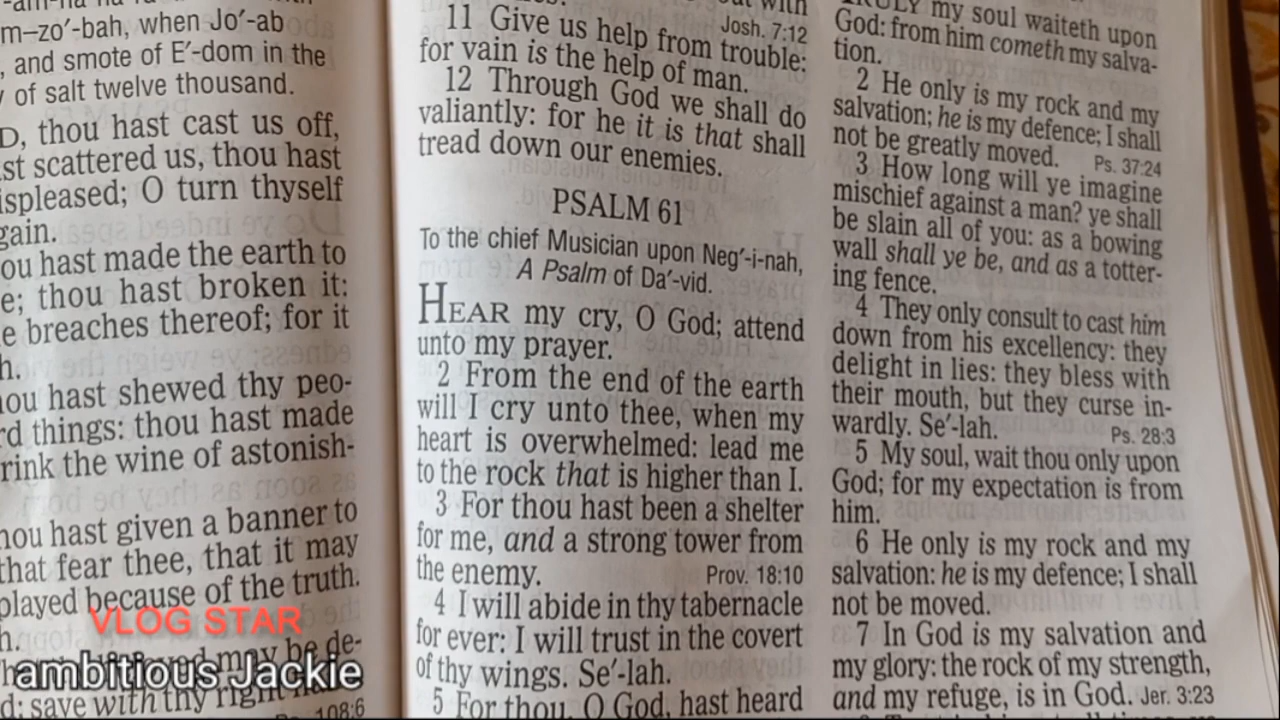 m–zo′-bah, when Jo′-ab
, and smote of E′-dom in the
of salt twelve thousand.
D, thou hast cast us off,
st scattered us, thou hast
ispleased; O turn thyself
gain.
ou hast made the earth to
e; thou hast broken it:
e breaches thereof; for it
h.
ou hast shewed thy peo-
rd things: thou hast made
rink the wine of astonish-
hou hast given a banner to
that fear thee, that it may
played because of the truth.
h.
may be de-
d; save with thy right
108:6
VLOG STAR
ambitious Jackie
11 Give us help from trouble: Josh. 7:12
for vain is the help of man.
12 Through God we shall do
valiantly: for he it is that shall
tread down our enemies.
PSALM 61
To the chief Musician upon Neg′-i-nah,
A Psalm of Da′-vid.
HEAR my cry, O God; attend
unto my prayer.
2 From the end of the earth
will I cry unto thee, when my
heart is overwhelmed: lead me
to the rock that is higher than I.
3 For thou hast been a shelter
for me, and a strong tower from
the enemy. Prov. 18:10
4 I will abide in thy tabernacle
for ever: I will trust in the covert
of thy wings. Se′-lah.
5 For thou, O God, hast heard
TRULY my soul waiteth upon
God: from him cometh my salva-
tion.
2 He only is my rock and my
salvation; he is my defence; I shall
not be greatly moved. Ps. 37:24
3 How long will ye imagine
mischief against a man? ye shall
be slain all of you: as a bowing
wall shall ye be, and as a totter-
ing fence.
4 They only consult to cast him
down from his excellency: they
delight in lies: they bless with
their mouth, but they curse in-
wardly. Se′-lah. Ps. 28:3
5 My soul, wait thou only upon
God; for my expectation is from
him.
6 He only is my rock and my
salvation: he is my defence; I shall
not be moved.
7 In God is my salvation and
my glory: the rock of my strength,
and my refuge, is in God. Jer. 3:23